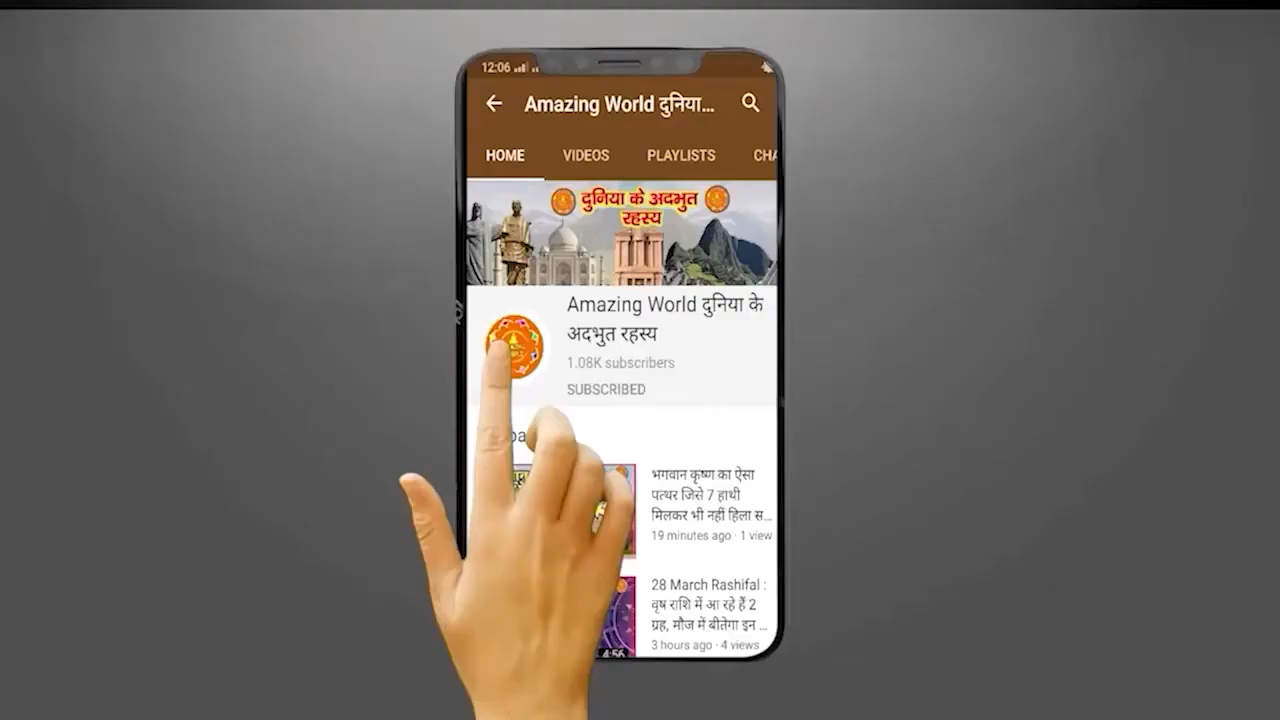 12:06
Amazing World दुनिया...
HOME VIDEOS PLAYLISTS CHA
दुनिया के अदभुत
रहस्य
Amazing World दुनिया के
अदभुत रहस्य
1.08K subscribers
SUBSCRIBED
भगवान कृष्ण का ऐसा
पत्थर जिसे 7 हाथी
मिलकर भी नहीं हिला स...
19 minutes ago · 1 view
28 March Rashifal :
वृष राशि में आ रहे हैं 2
ग्रह, मौज में बीतेगा इन ...
3 hours ago · 4 views
4:56